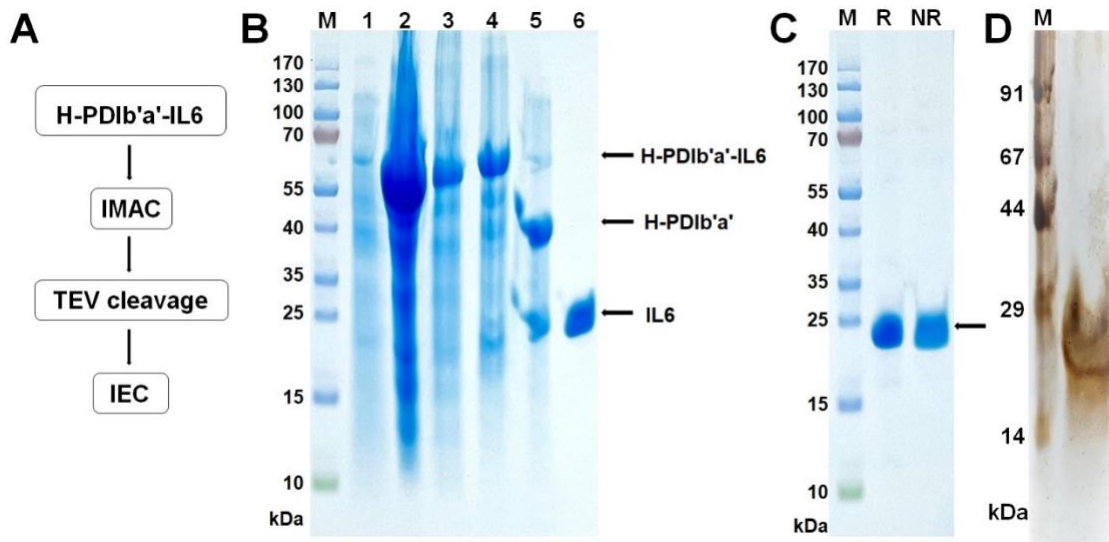 A
H-PDIb'a'-IL6
IMAC
TEV cleavage
IEC
B
M 1 2 3 4 5 6
170
130
100
70
55
40
35
25
15
10
kDa
H-PDIb'a'-IL6
H-PDIb'a'
IL6
C
M R NR
170
130
100
70
55
40
35
25
15
10
kDa
D
M
91
67
44
29
14
kDa